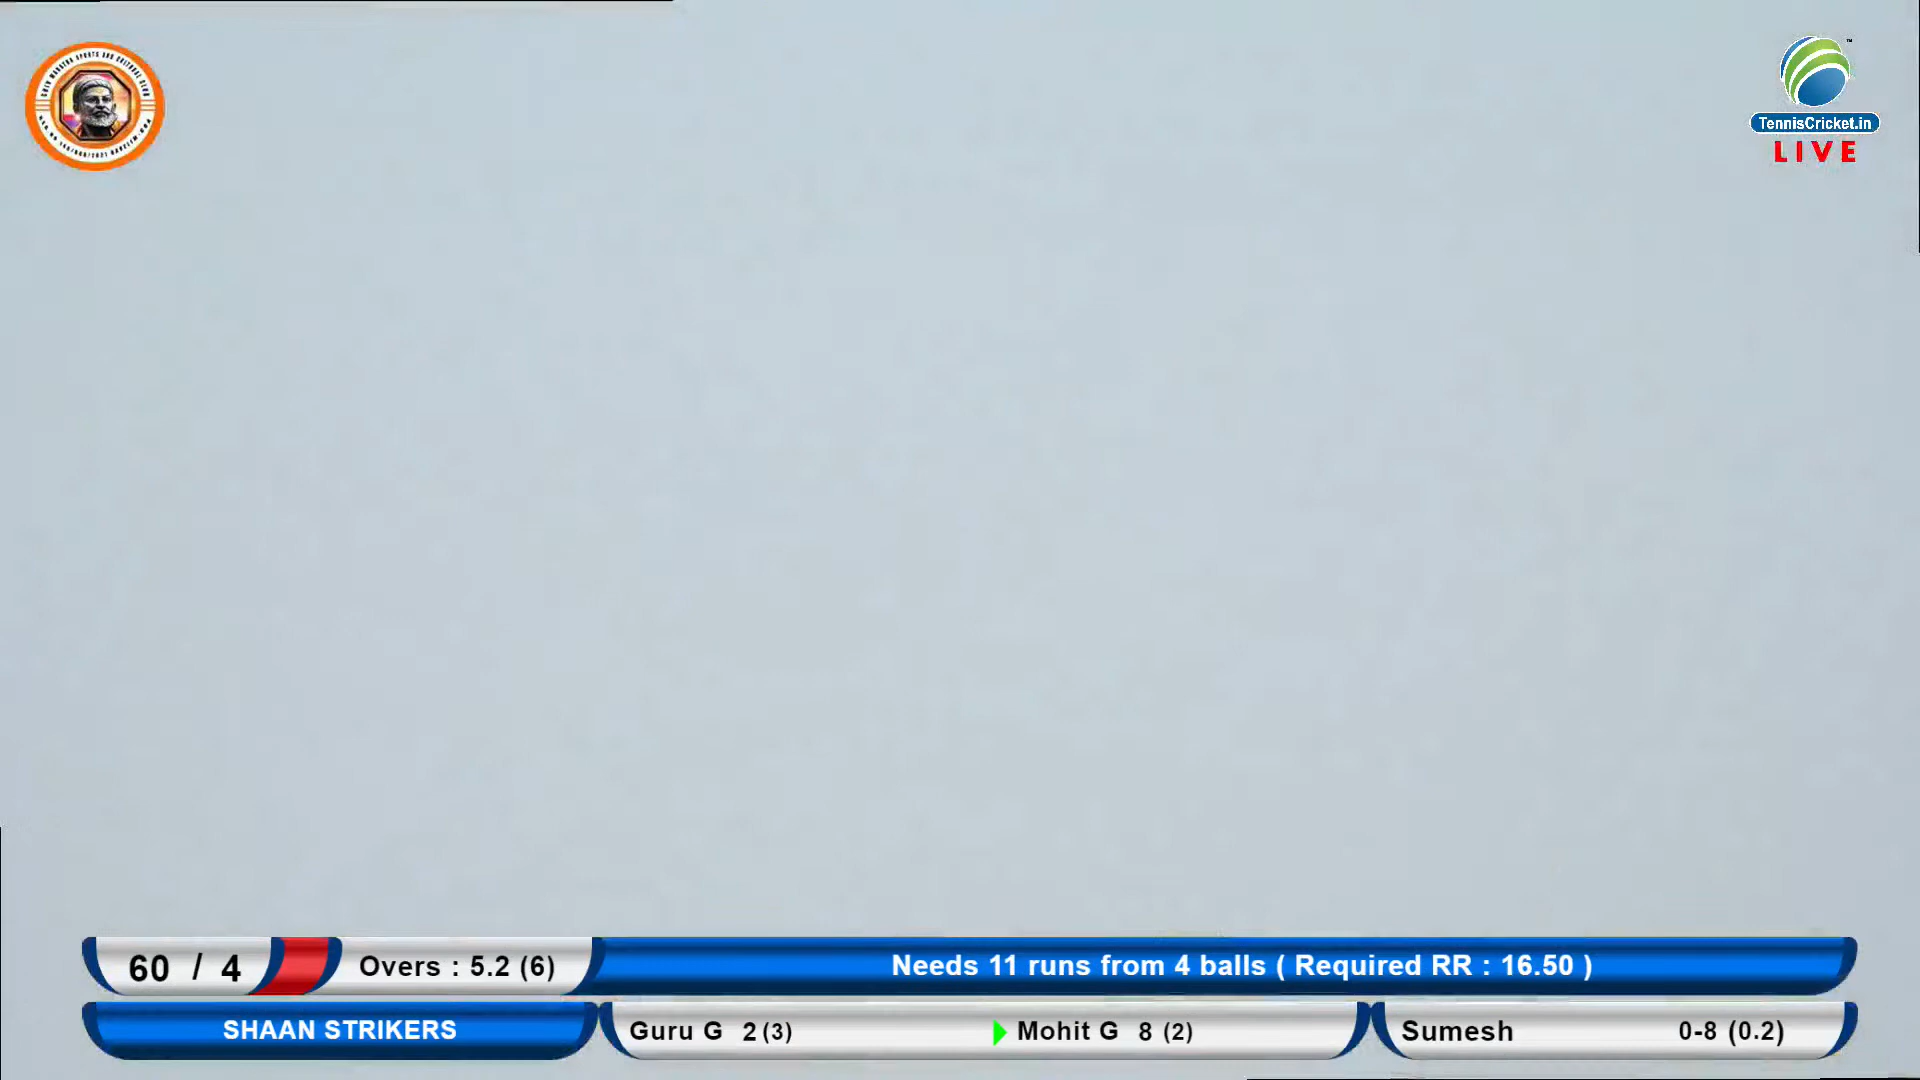 TennisCricket.in
LIVE
60 / 4
Overs : 5.2 (6)
Needs 11 runs from 4 balls ( Required RR : 16.50 )
SHAAN STRIKERS
Guru G 2 (3)
Mohit G 8 (2)
Sumesh 0-8 (0.2)